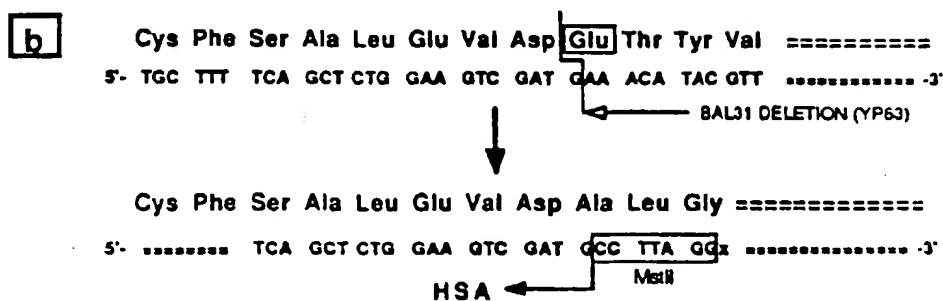 b
Cys Phe Ser Ala Leu Glu Val Asp Glu Thr Tyr Val ==========
5'- TGC TTT TCA GCT CTG GAA GTC GAT GAA ACA TAC GTT ============== -3'
BAL31 DELETION (YP63)
Cys Phe Ser Ala Leu Glu Val Asp Ala Leu Gly =============
5'- ======== TCA GCT CTG GAA GTC GAT GCC TTA GGx ================ -3'
MstII
HSA